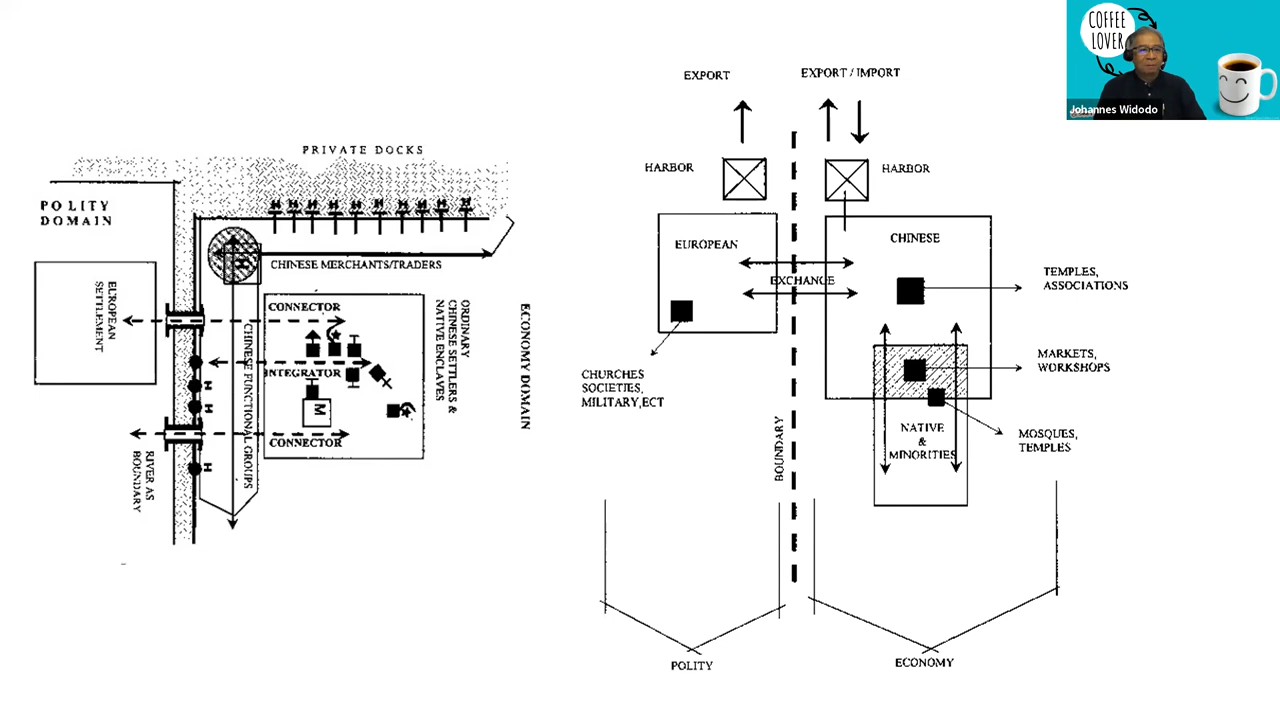 COFFEE
LOVER
Johannes Widodo
PRIVATE DOCKS
POLITY
DOMAIN
EUROPEAN
SETTLEMENT
CHINESE MERCHANTS/TRADERS
CONNECTOR
INTEGRATOR
M
CONNECTOR
CHINESE FUNCTIONAL GROUPS
ORDINARY
CHINESE SETTLERS &
NATIVE ENCLAVES
ECONOMY DOMAIN
RIVER AS
BOUNDARY
H H H H H H H H H
H
H
H
H
EXPORT
EXPORT / IMPORT
HARBOR
HARBOR
EUROPEAN
CHINESE
EXCHANGE
TEMPLES,
ASSOCIATIONS
MARKETS,
WORKSHOPS
CHURCHES
SOCIETIES,
MILITARY,ECT
NATIVE
&
MINORITIES
MOSQUES,
TEMPLES
BOUNDARY
POLITY
ECONOMY